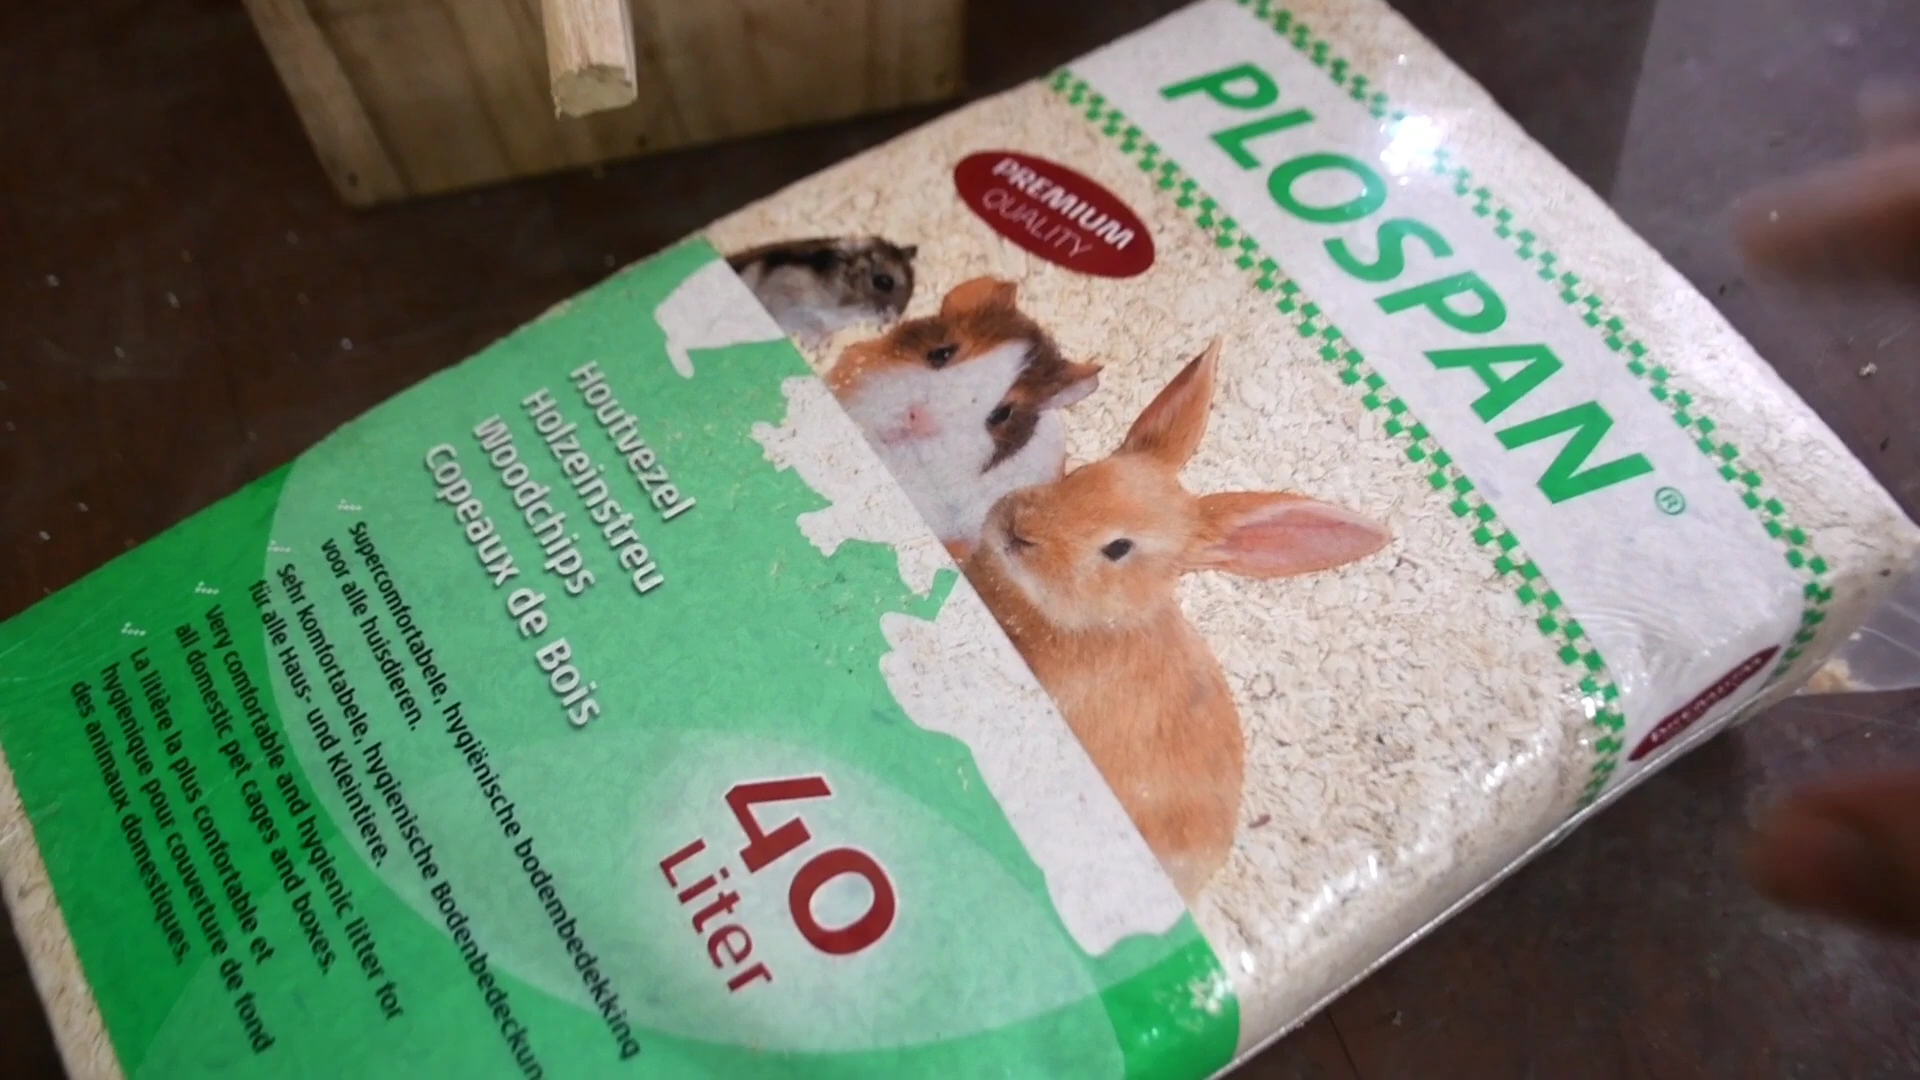 PLOSPAN®
PREMIUM
QUALITY
Houtvezel
Holzeinstreu
Woodchips
Copeaux de Bois
Supercomfortabele, hygiënische bodembedekking
voor alle huisdieren.
Sehr komfortabele, hygienische
für alle Haus- und Kleintiere.
Very comfortable and hygienic litter for
all domestic pet cages and boxes.
La litière la plus confortable et
hygienique pour couverture de fond
des animaux domestiques.
40
Liter